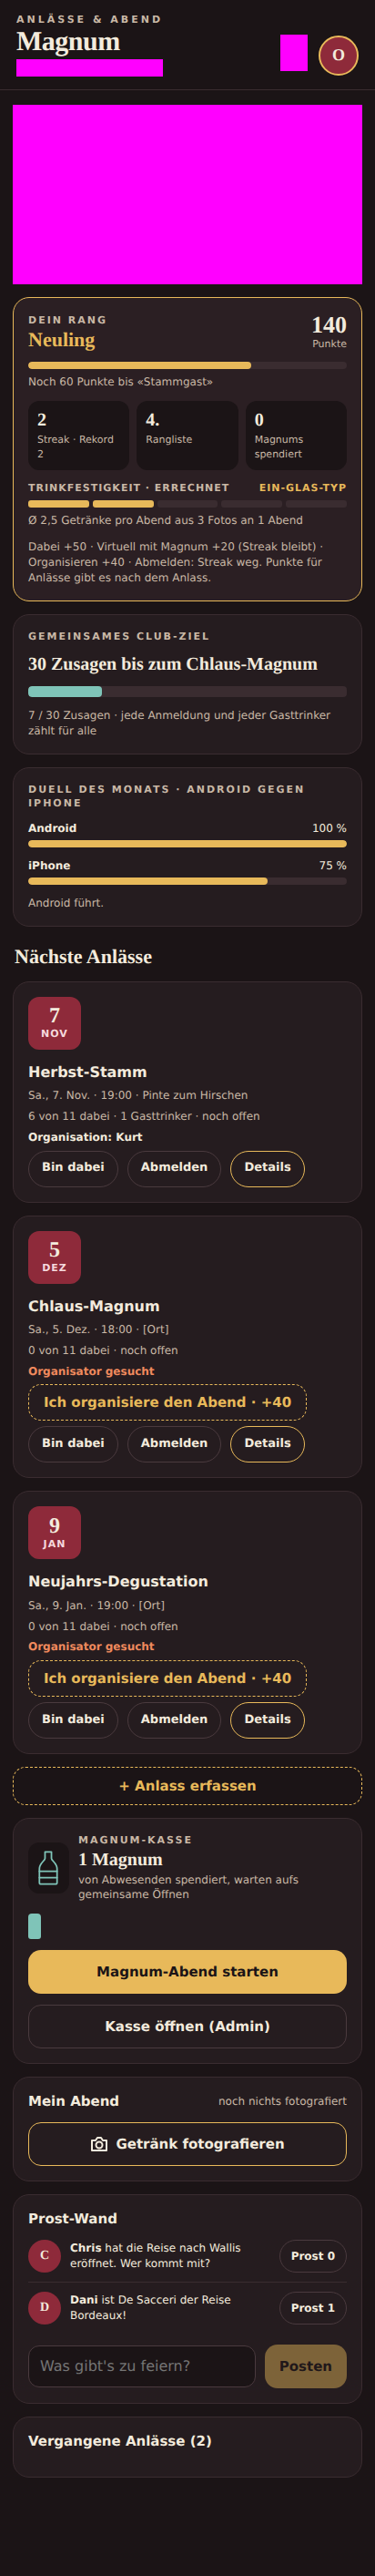 ANLÄSSE & ABEND
Magnum
O
DEIN RANG
Neuling
140
Punkte
Noch 60 Punkte bis «Stammgast»
2
Streak · Rekord
2
4.
Rangliste
0
Magnums
spendiert
TRINKFESTIGKEIT · ERRECHNET
EIN-GLAS-TYP
Ø 2,5 Getränke pro Abend aus 3 Fotos an 1 Abend
Dabei +50 · Virtuell mit Magnum +20 (Streak bleibt) ·
Organisieren +40 · Abmelden: Streak weg. Punkte für
Anlässe gibt es nach dem Anlass.
GEMEINSAMES CLUB-ZIEL
30 Zusagen bis zum Chlaus-Magnum
7 / 30 Zusagen · jede Anmeldung und jeder Gasttrinker
zählt für alle
DUELL DES MONATS · ANDROID GEGEN
IPHONE
Android
100 %
iPhone
75 %
Android führt.
Nächste Anlässe
7
NOV
Herbst-Stamm
Sa., 7. Nov. · 19:00 · Pinte zum Hirschen
6 von 11 dabei · 1 Gasttrinker · noch offen
Organisation: Kurt
Bin dabei
Abmelden
Details
5
DEZ
Chlaus-Magnum
Sa., 5. Dez. · 18:00 · [Ort]
0 von 11 dabei · noch offen
Organisator gesucht
Ich organisiere den Abend · +40
Bin dabei
Abmelden
Details
9
JAN
Neujahrs-Degustation
Sa., 9. Jan. · 19:00 · [Ort]
0 von 11 dabei · noch offen
Organisator gesucht
Ich organisiere den Abend · +40
Bin dabei
Abmelden
Details
+ Anlass erfassen
MAGNUM-KASSE
1 Magnum
von Abwesenden spendiert, warten aufs
gemeinsame Öffnen
Magnum-Abend starten
Kasse öffnen (Admin)
Mein Abend
noch nichts fotografiert
Getränk fotografieren
Prost-Wand
C
Chris hat die Reise nach Wallis
eröffnet. Wer kommt mit?
Prost 0
D
Dani ist De Sacceri der Reise
Bordeaux!
Prost 1
Was gibt's zu feiern?
Posten
Vergangene Anlässe (2)